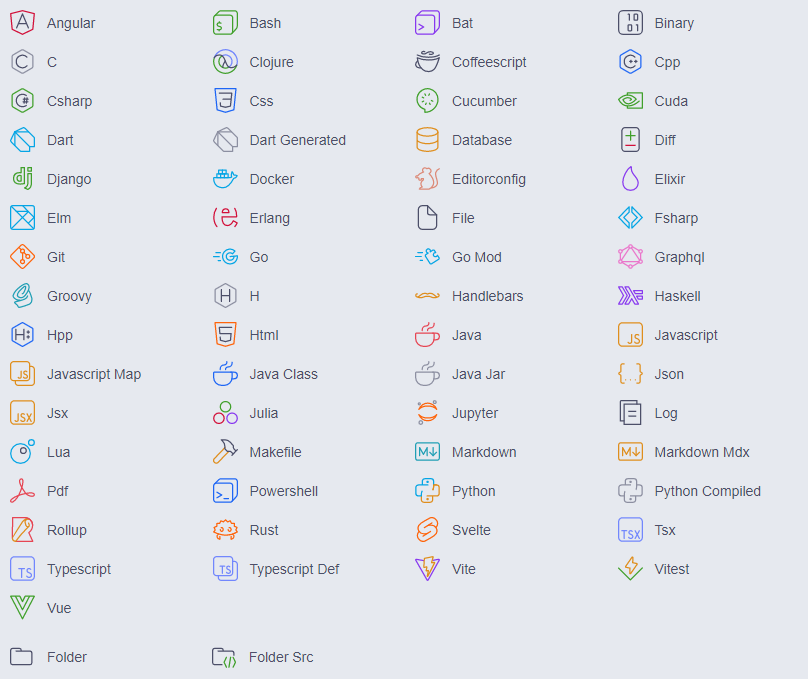 Angular Bash Bat Binary
C Clojure Coffeescript Cpp
Csharp Css Cucumber Cuda
Dart Dart Generated Database Diff
Django Docker Editorconfig Elixir
Elm Erlang File Fsharp
Git Go Go Mod Graphql
Groovy H Handlebars Haskell
Hpp Html Java Javascript
Javascript Map Java Class Java Jar Json
Jsx Julia Jupyter Log
Lua Makefile Markdown Markdown Mdx
Pdf Powershell Python Python Compiled
Rollup Rust Svelte Tsx
Typescript Typescript Def Vite Vitest
Vue
Folder Folder Src